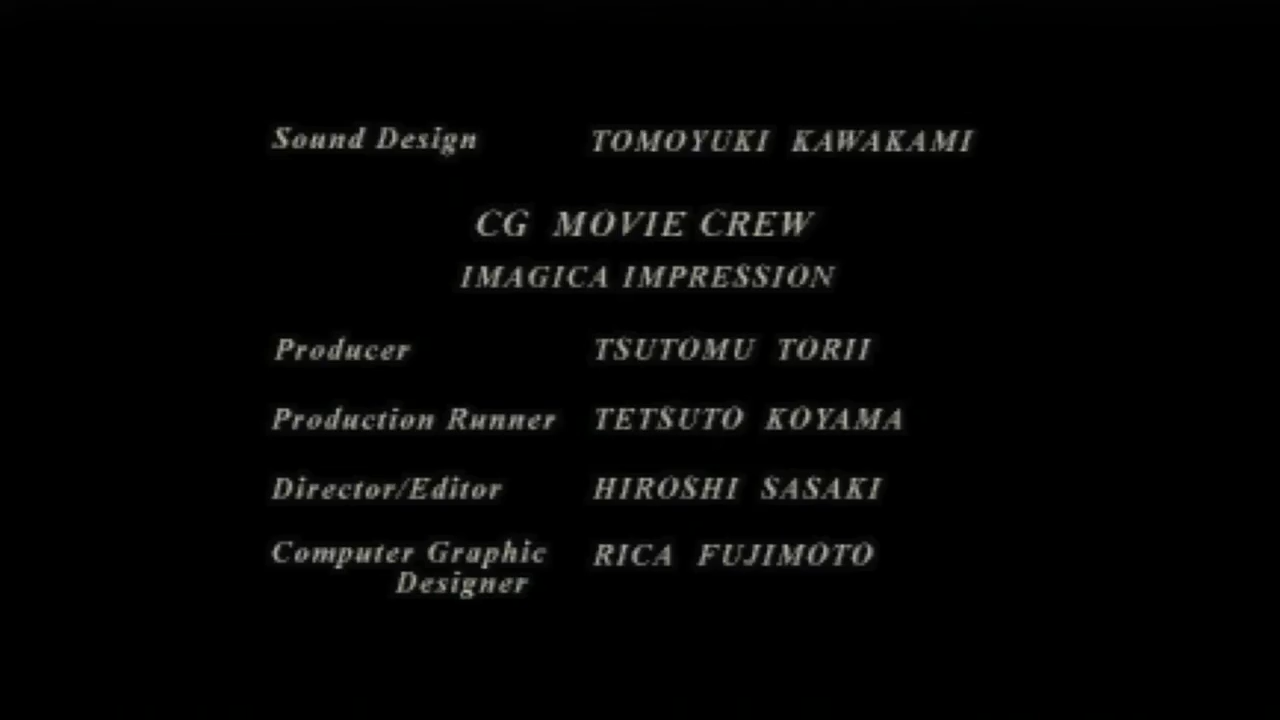 Sound Design TOMOYUKI KAWAKAMI
CG MOVIE CREW
IMAGICA IMPRESSION
Producer TSUTOMU TORII
Production Runner TETSUTO KOYAMA
Director/Editor HIROSHI SASAKI
Computer Graphic RICA FUJIMOTO
Designer